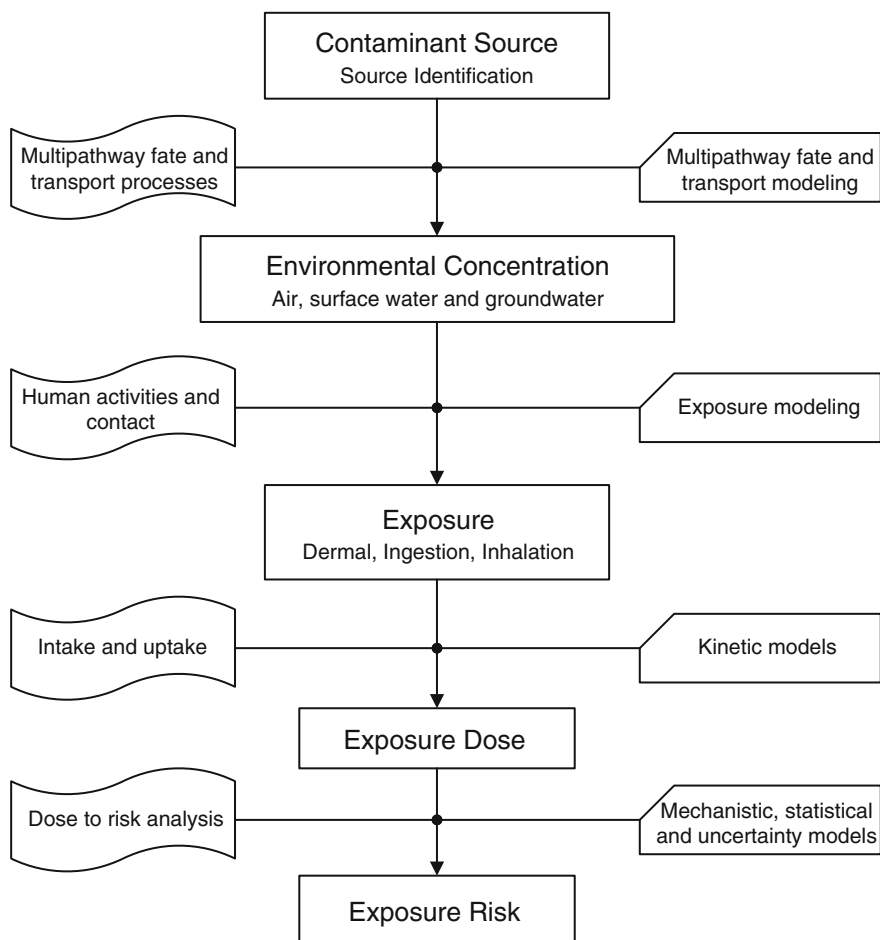 Contaminant Source
Source Identification
Multipathway fate and
transport processes
Multipathway fate and
transport modeling
Environmental Concentration
Air, surface water and groundwater
Human activities and
contact
Exposure modeling
Exposure
Dermal, Ingestion, Inhalation
Intake and uptake
Kinetic models
Exposure Dose
Dose to risk analysis
Mechanistic, statistical
and uncertainty models
Exposure Risk